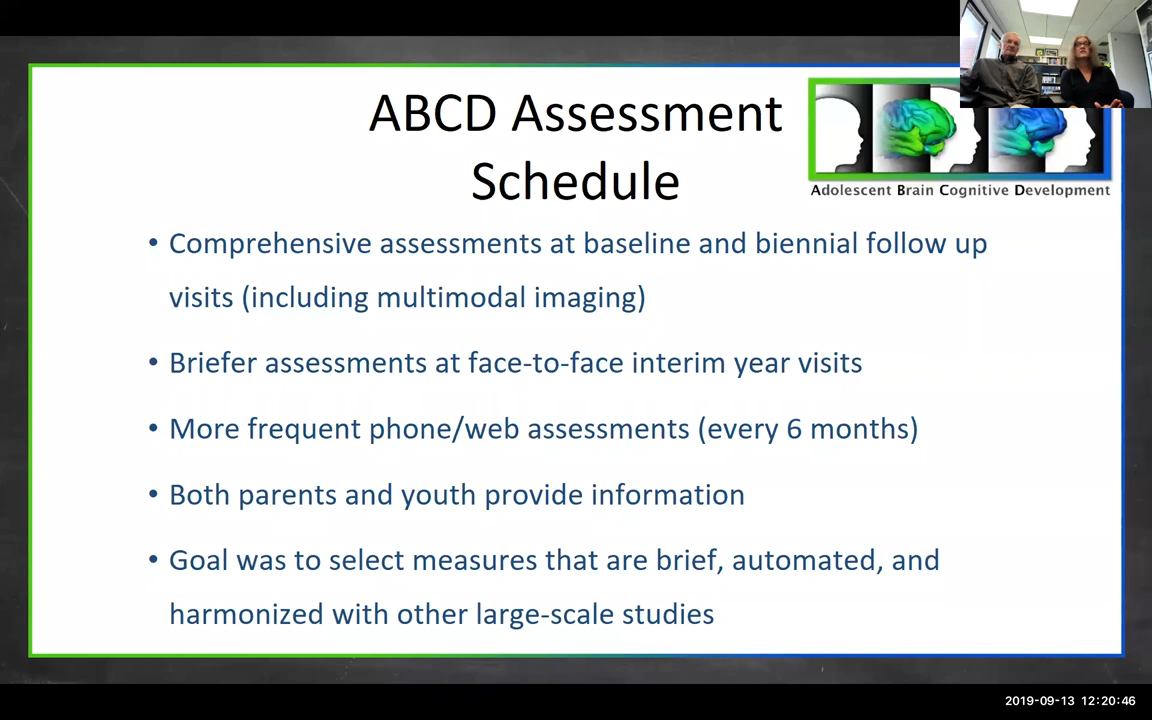 ABCD Assessment
Schedule
Adolescent Brain Cognitive Development
• Comprehensive assessments at baseline and biennial follow up
visits (including multimodal imaging)
• Briefer assessments at face-to-face interim year visits
• More frequent phone/web assessments (every 6 months)
• Both parents and youth provide information
• Goal was to select measures that are brief, automated, and
harmonized with other large-scale studies
2019-09-13 12:20:46